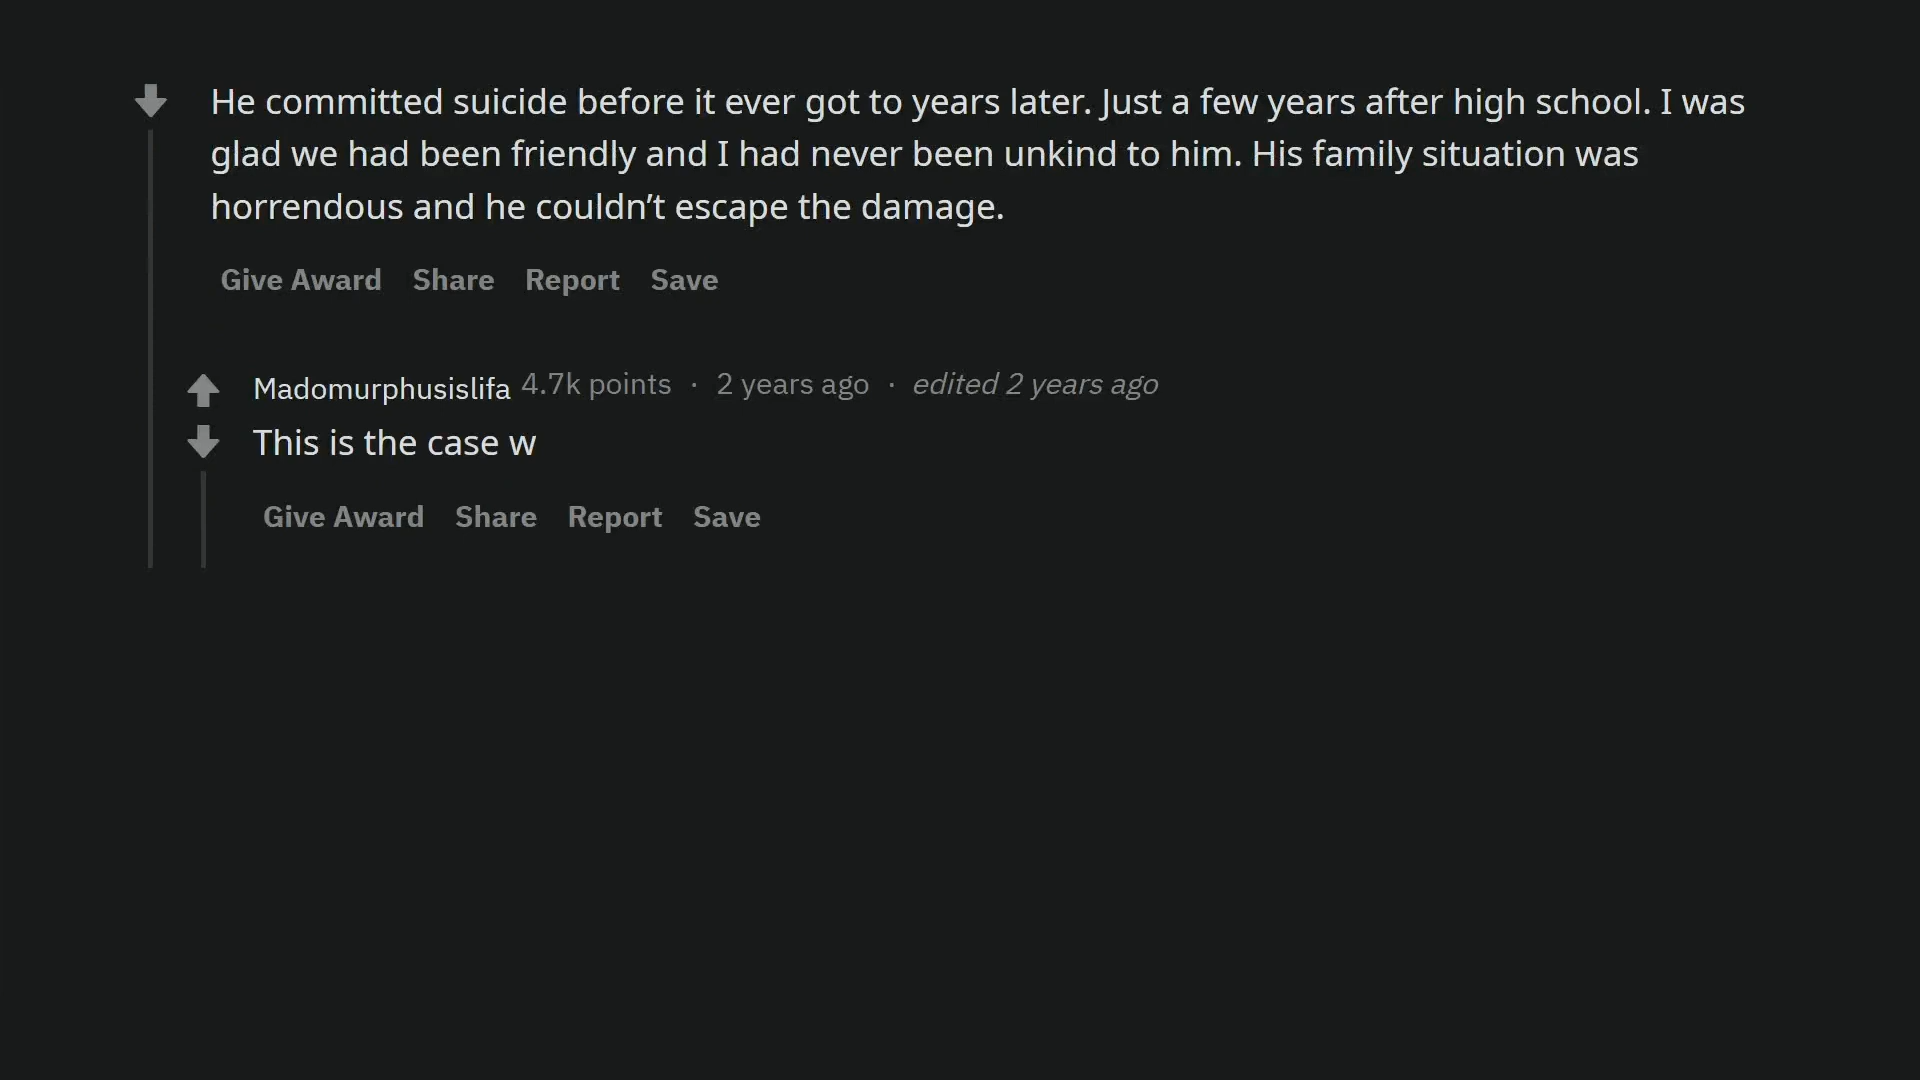 He committed suicide before it ever got to years later. Just a few years after high school. I was
glad we had been friendly and I had never been unkind to him. His family situation was
horrendous and he couldn’t escape the damage.
Give Award Share Report Save
Madomurphusislifa 4.7k points · 2 years ago · edited 2 years ago
This is the case w
Give Award Share Report Save